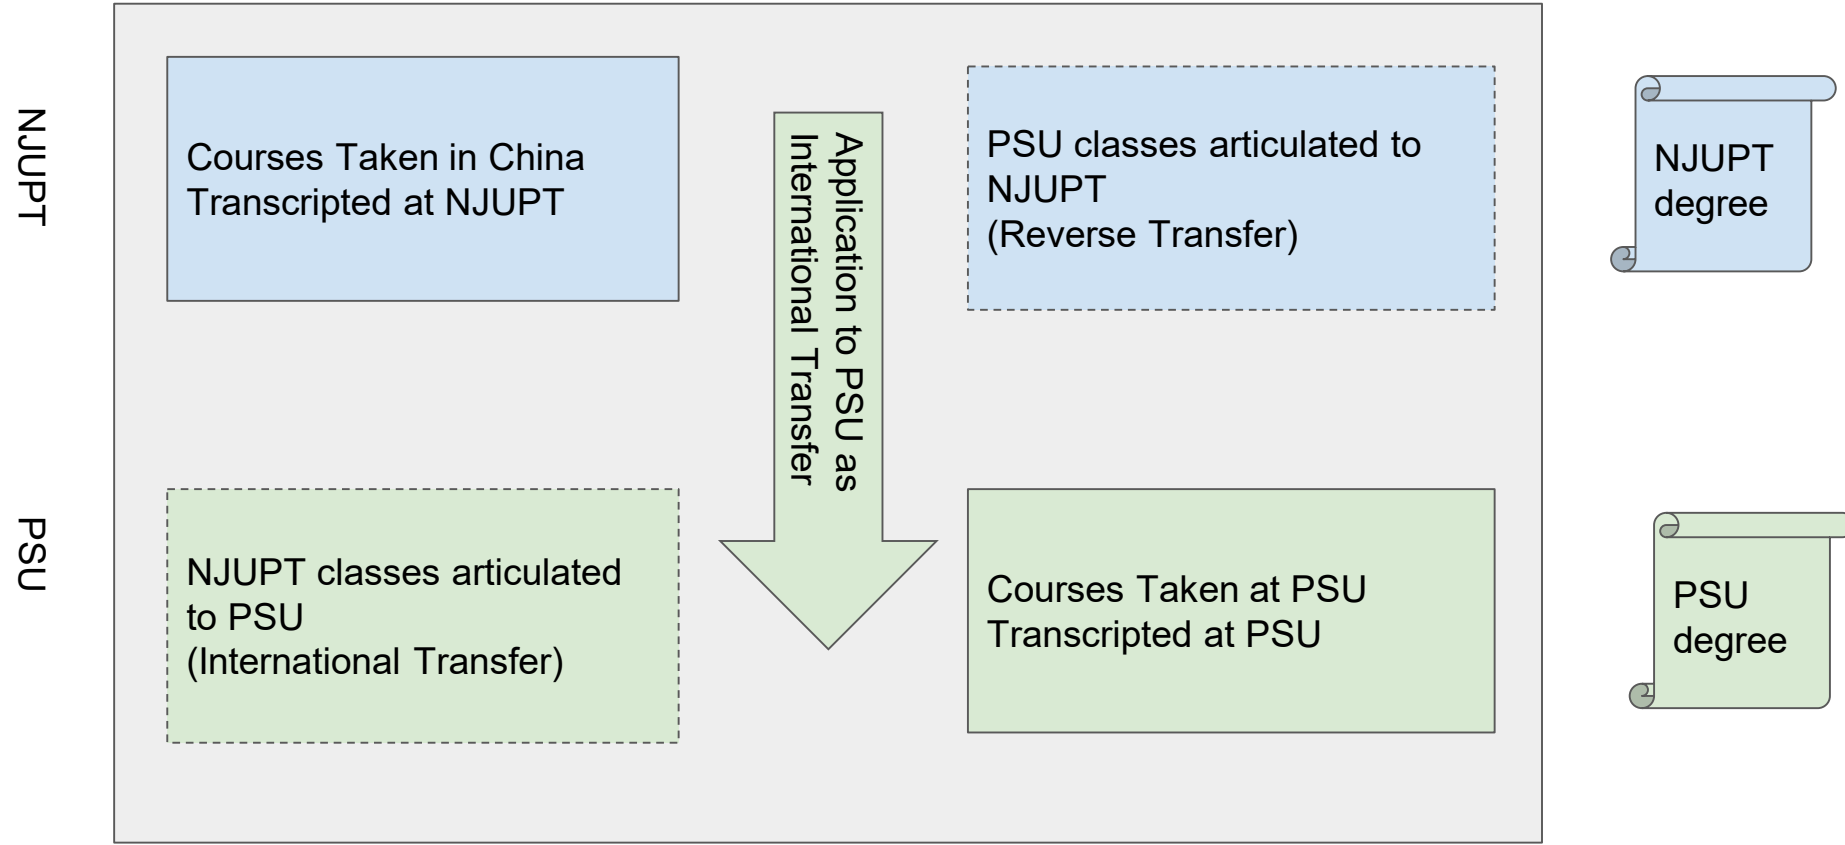 NJUPT
Courses Taken in China
Transcripted at NJUPT
Application to PSU as
International Transfer
PSU classes articulated to
NJUPT
(Reverse Transfer)
NJUPT
degree
PSU
NJUPT classes articulated
to PSU
(International Transfer)
Courses Taken at PSU
Transcripted at PSU
PSU
degree